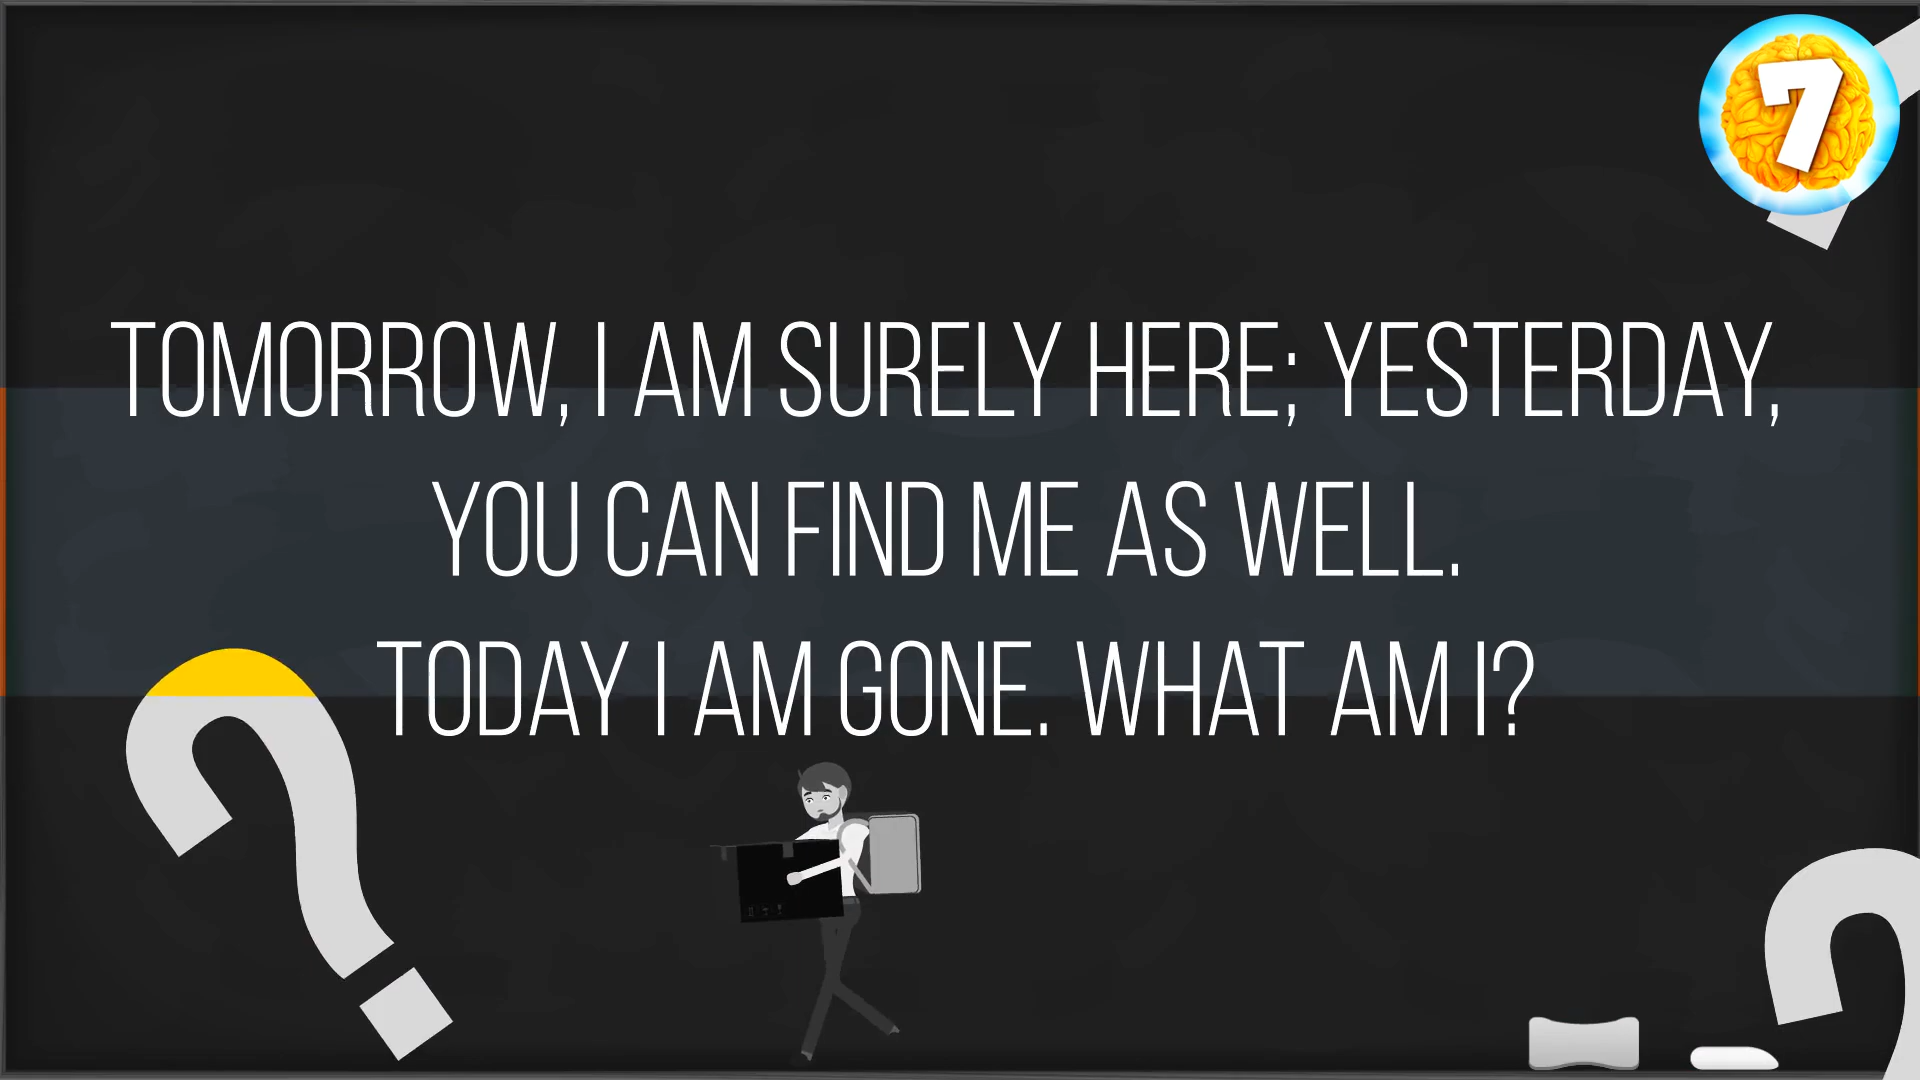 7
TOMORROW, I AM SURELY HERE; YESTERDAY,
YOU CAN FIND ME AS WELL.
TODAY I AM GONE. WHAT AM I?